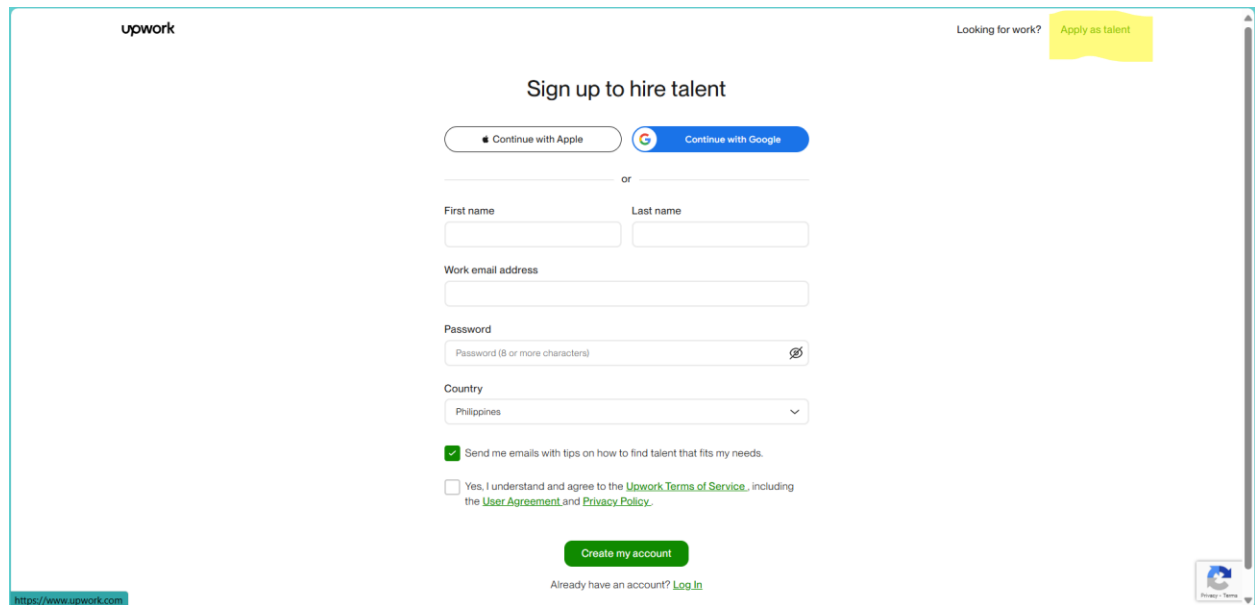 upwork
Looking for work? Apply as talent
Sign up to hire talent
Continue with Apple
Continue with Google
or
First name
Last name
Work email address
Password
Password (8 or more characters)
Country
Philippines
Send me emails with tips on how to find talent that fits my needs.
Yes, I understand and agree to the Upwork Terms of Service , including
the User Agreement and Privacy Policy .
Create my account
Already have an account? Log In
Privacy - Terms
https://www.upwork.com